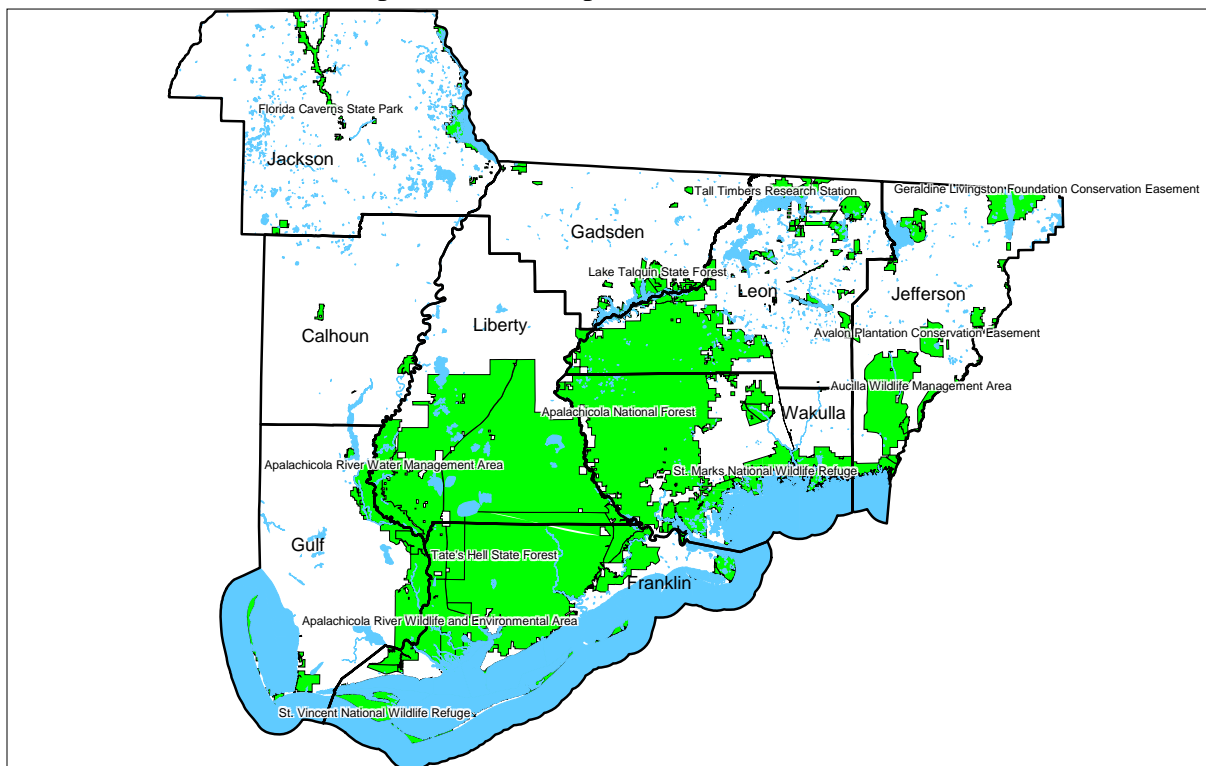 Florida Caverns State Park
Jackson
Tall Timbers Research Station
Geraldine Livingston Foundation Conservation Easement
Gadsden
Lake Talquin State Forest
Leon
Jefferson
Liberty
Calhoun
Avalon Plantation Conservation Easement
Aucilla Wildlife Management Area
Apalachicola National Forest
Wakulla
Apalachicola River Water Management Area
St. Marks National Wildlife Refuge
Gulf
Tate's Hell State Forest
Franklin
Apalachicola River Wildlife and Environmental Area
St. Vincent National Wildlife Refuge